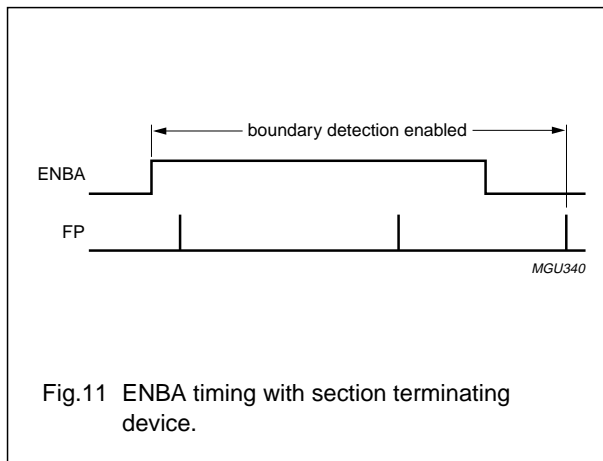 boundary detection enabled
ENBA
FP
MGU340
Fig.11 ENBA timing with section terminating
device.